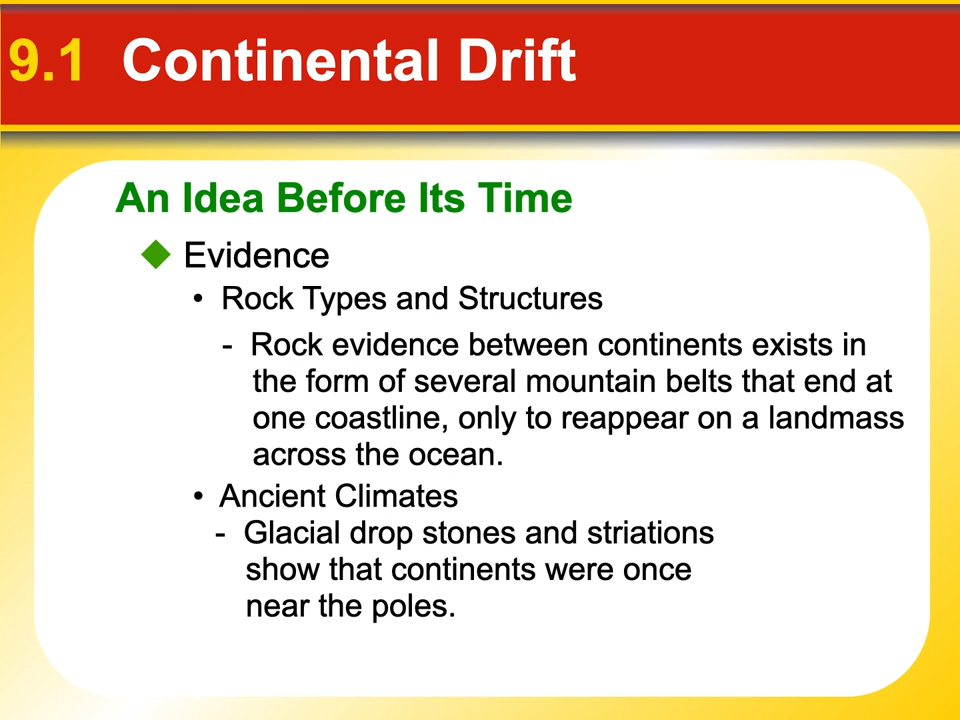 9.1 Continental Drift
An Idea Before Its Time
◆ Evidence
• Rock Types and Structures
- Rock evidence between continents exists in
the form of several mountain belts that end at
one coastline, only to reappear on a landmass
across the ocean.
• Ancient Climates
- Glacial drop stones and striations
show that continents were once
near the poles.